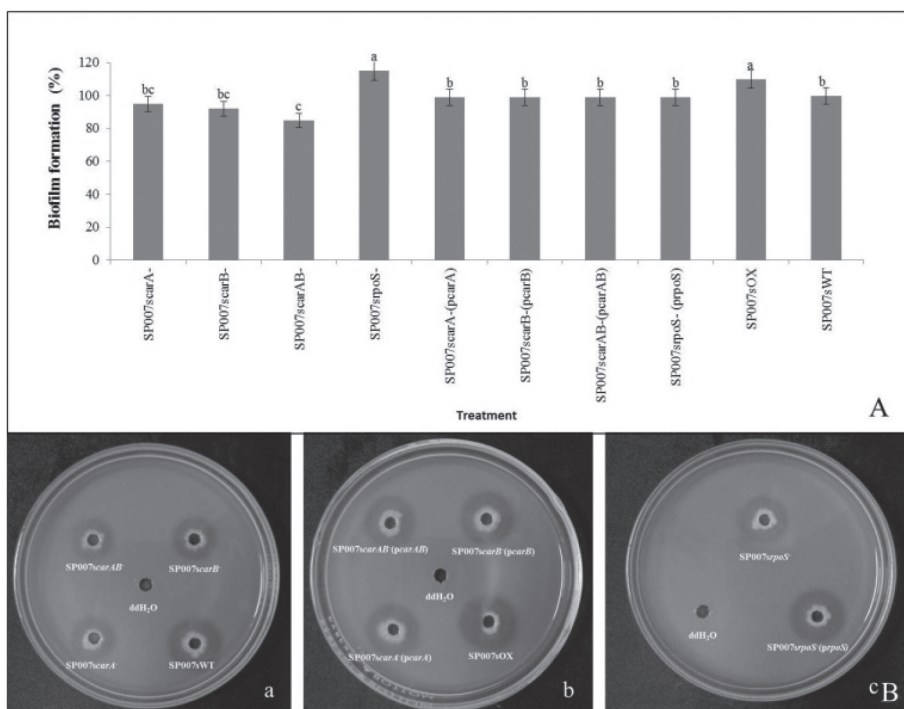 Biofilm formation (%)
120
100
80
60
40
20
0
bc
bc
c
a
b
b
b
b
a
b
SP007scarA-
SP007scarB-
SP007scarAB-
SP007srpoS-
SP007scarA-(pcarA)
SP007scarB-(pcarB)
SP007scarAB-(pcarAB)
SP007srpoS- (prpoS)
SP007sOX
SP007sWT
Treatment
A
SP007scarAB-
SP007scarB-
ddH₂O
SP007scarA-
SP007sWT
a
SP007scarAB-(pcarAB)
SP007scarB-(pcarB)
ddH₂O
SP007scarA-(pcarA)
SP007sOX
b
SP007srpoS-
ddH₂O
SP007srpoS-(prpoS)
c
B